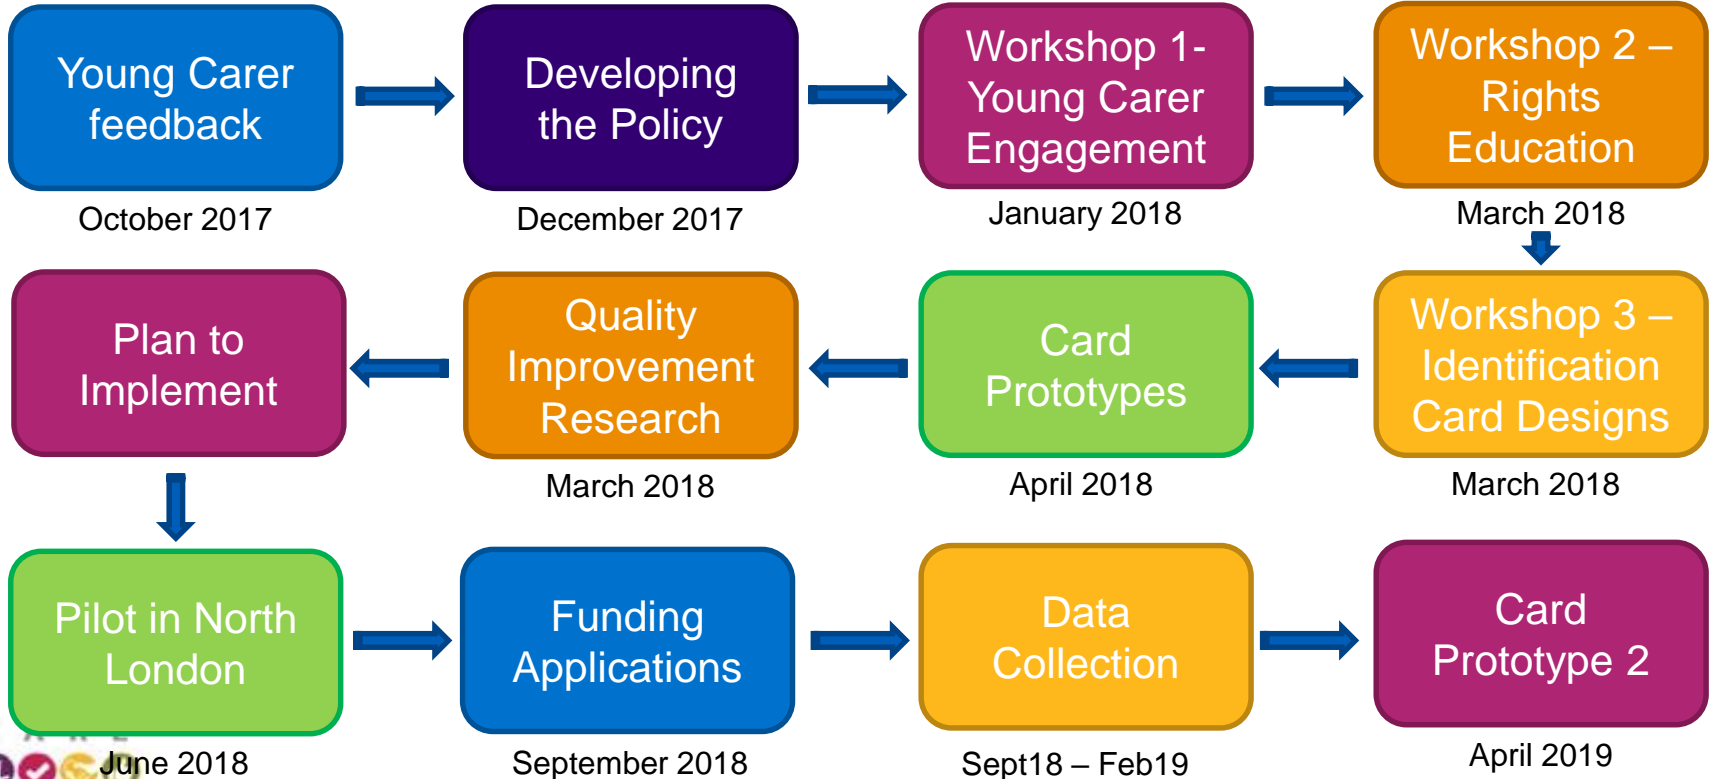 Young Carer
feedback
October 2017
Developing
the Policy
December 2017
Workshop 1-
Young Carer
Engagement
January 2018
Workshop 2 –
Rights
Education
March 2018
Workshop 3 –
Identification
Card Designs
March 2018
Card
Prototypes
April 2018
Quality
Improvement
Research
March 2018
Plan to
Implement
Pilot in North
London
June 2018
Funding
Applications
September 2018
Data
Collection
Sept18 – Feb19
Card
Prototype 2
April 2019